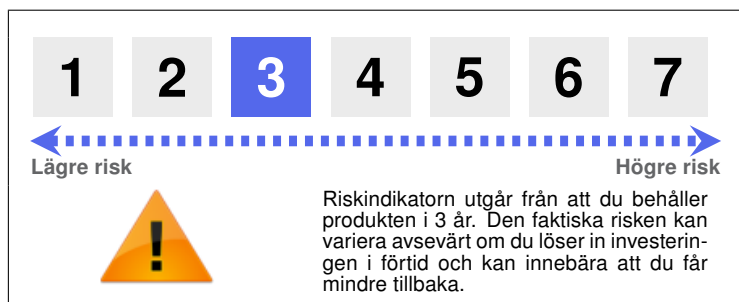 1 2 3 4 5 6 7
Lägre risk Högre risk
!
Riskindikatorn utgår från att du behåller
produkten i 3 år. Den faktiska risken kan
variera avsevärt om du löser in investerin-
gen i förtid och kan innebära att du får
mindre tillbaka.